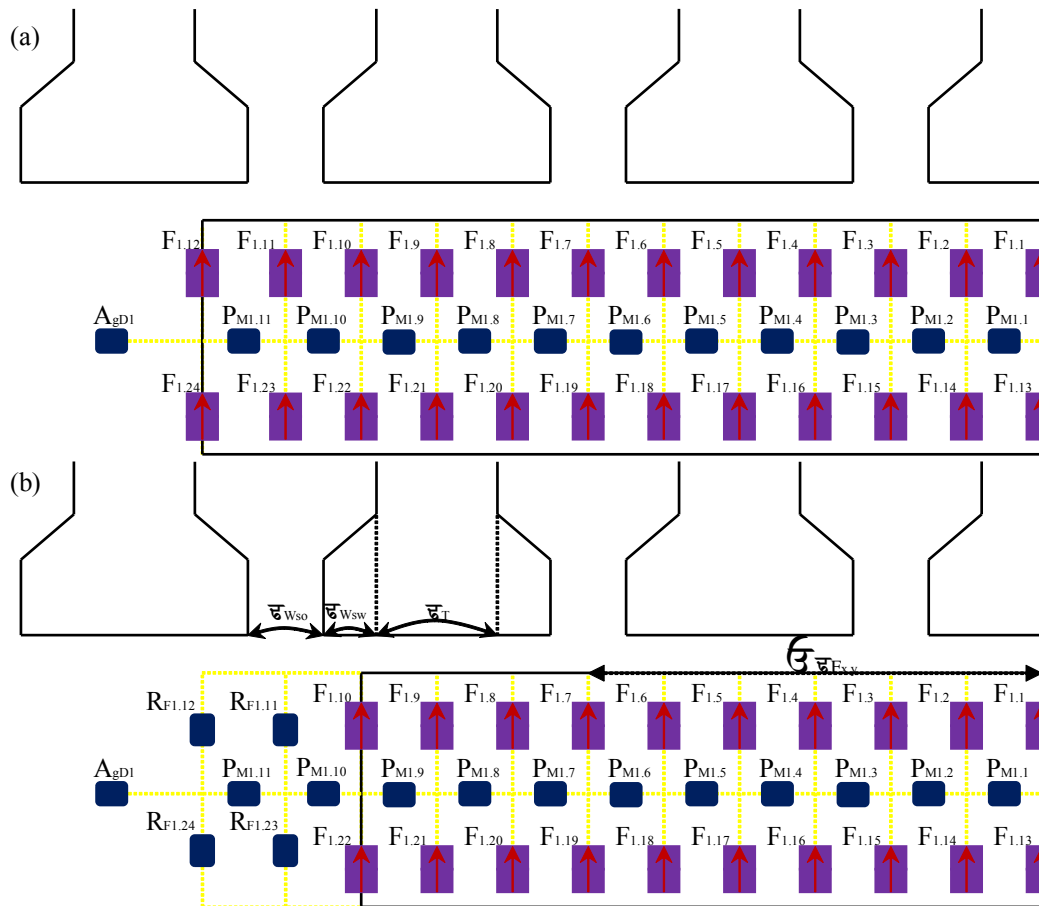 (a)
F1.12 F1.11 F1.10 F1.9 F1.8 F1.7 F1.6 F1.5 F1.4 F1.3 F1.2 F1.1
AgD1 PM1.11 PM1.10 PM1.9 PM1.8 PM1.7 PM1.6 PM1.5 PM1.4 PM1.3 PM1.2 PM1.1
F1.24 F1.23 F1.22 F1.21 F1.20 F1.19 F1.18 F1.17 F1.16 F1.15 F1.14 F1.13
(b)
RF1.12 RF1.11 F1.10 F1.9 F1.8 F1.7 F1.6 F1.5 F1.4 F1.3 F1.2 F1.1
AgD1 PM1.11 PM1.10 PM1.9 PM1.8 PM1.7 PM1.6 PM1.5 PM1.4 PM1.3 PM1.2 PM1.1
RF1.24 RF1.23 F1.22 F1.21 F1.20 F1.19 F1.18 F1.17 F1.16 F1.15 F1.14 F1.13